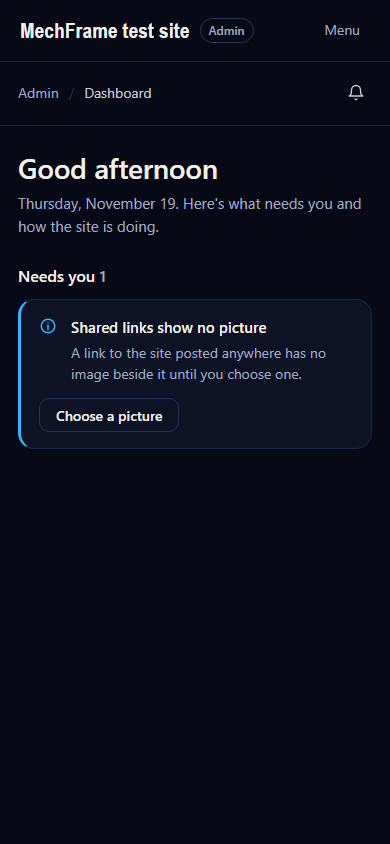 MechFrame test site Admin Menu
Admin / Dashboard
Good afternoon
Thursday, November 19. Here's what needs you and
how the site is doing.
Needs you 1
Shared links show no picture
A link to the site posted anywhere has no
image beside it until you choose one.
Choose a picture